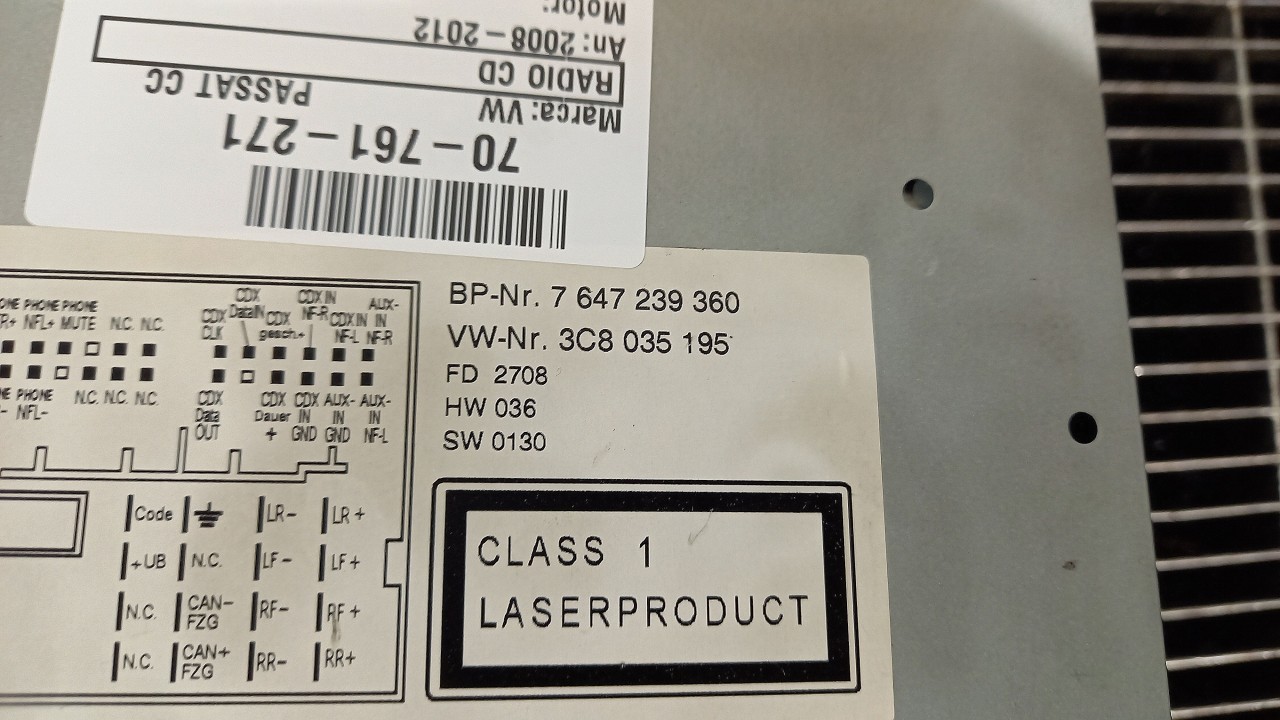 70-761-271
Marca: VW PASSAT CC
RADIO CD
An: 2008-2012
Motor:
BP-Nr. 7 647 239 360
VW-Nr. 3C8 035 195
FD 2708
HW 036
SW 0130
CLASS 1
LASERPRODUCT
PHONE PHONE
R+ NFL+ MUTE N.C. N.C.
CDX CLK
CDX DataIN
CDX gesch.+
CDX IN NF-R
CDX IN NF-L
AUX-IN NF-R
PHONE N.C. N.C. N.C.
NFL-
CDX Data OUT
CDX Dauer +
CDX IN GND
AUX-IN GND
AUX-IN NF-L
Code LR- LR+
+UB N.C. LF- LF+
N.C. CAN-FZG RF- RF+
N.C. CAN+FZG RR- RR+